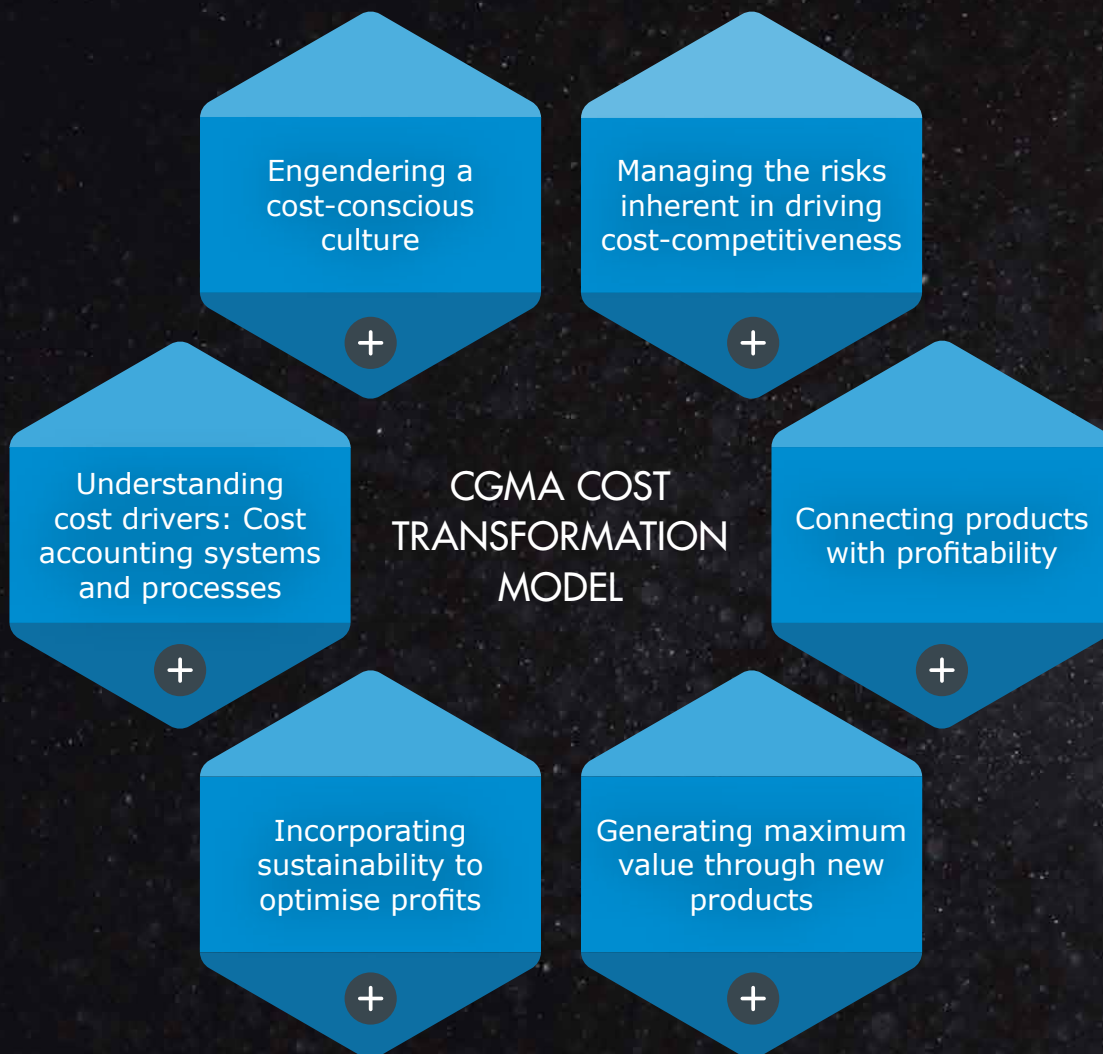 Engendering a
cost-conscious
culture
Managing the risks
inherent in driving
cost-competitiveness
Understanding
cost drivers: Cost
accounting systems
and processes
CGMA COST
TRANSFORMATION
MODEL
Connecting products
with profitability
Incorporating
sustainability to
optimise profits
Generating maximum
value through new
products